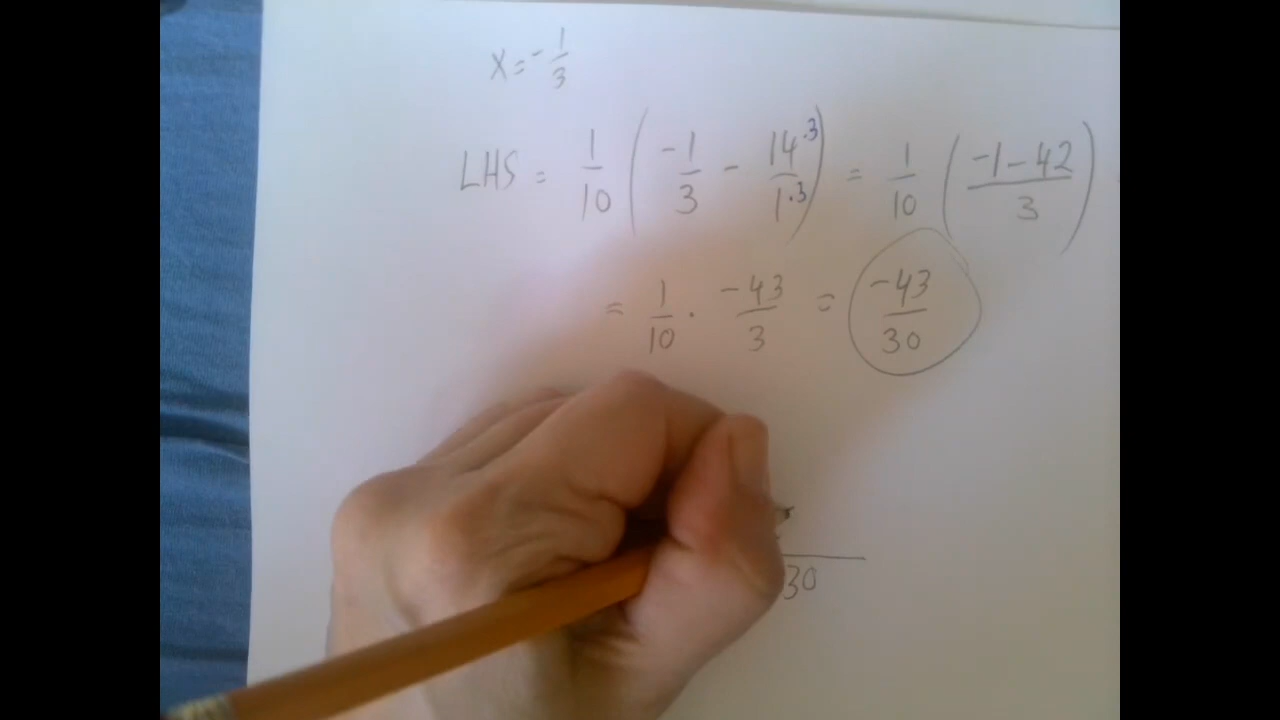 x = -1/3
LHS = 1/10 ( -1/3 - 14·3/1·3 ) = 1/10 ( -1-42/3 )
= 1/10 · -43/3 = -43/30
30